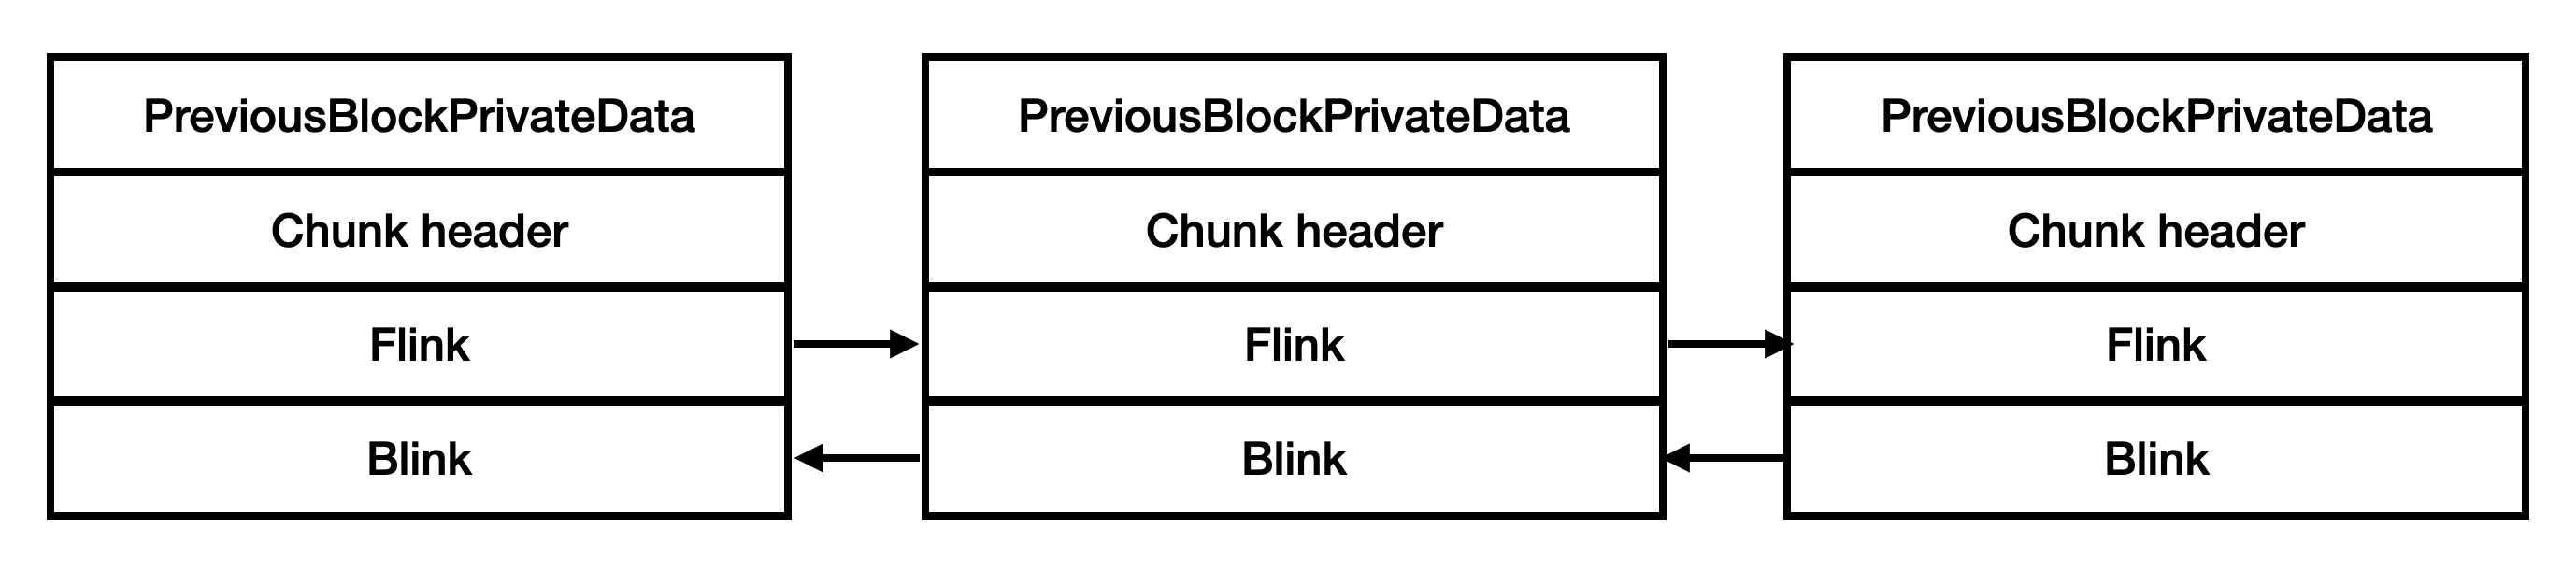 PreviousBlockPrivateData
Chunk header
Flink
Blink
PreviousBlockPrivateData
Chunk header
Flink
Blink
PreviousBlockPrivateData
Chunk header
Flink
Blink